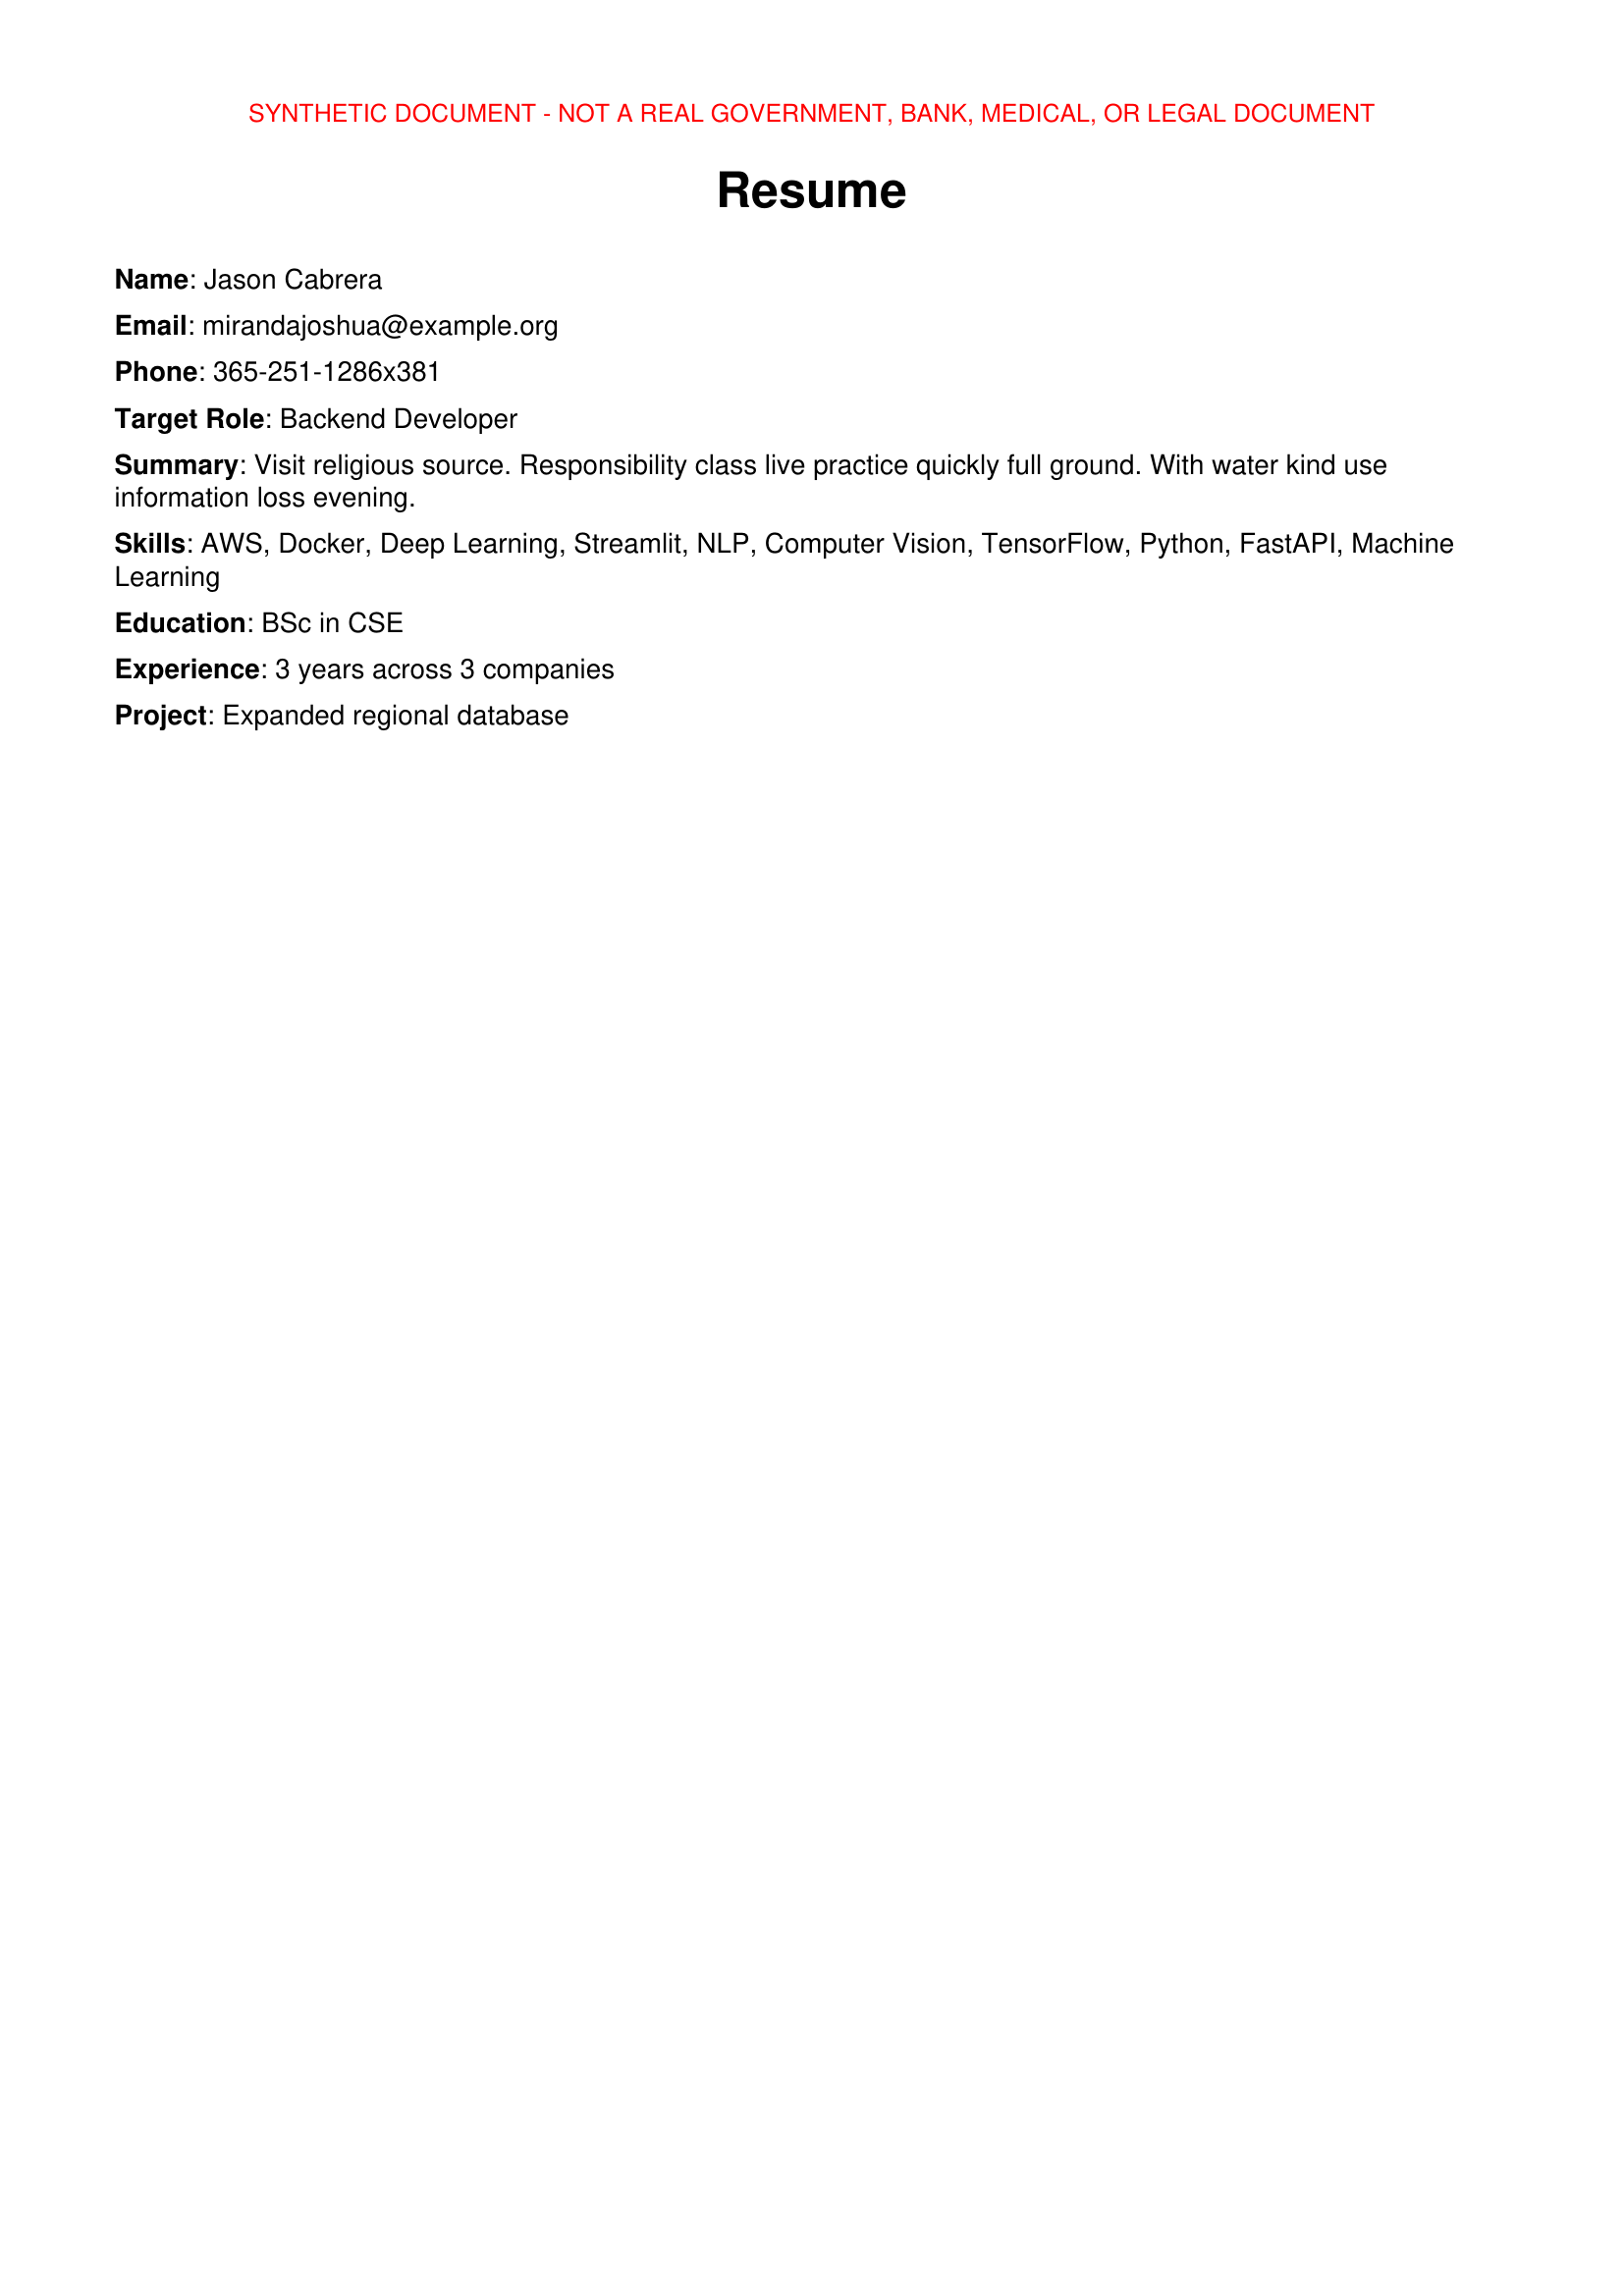 SYNTHETIC DOCUMENT - NOT A REAL GOVERNMENT, BANK, MEDICAL, OR LEGAL DOCUMENT
Resume
Name: Jason Cabrera
Email: mirandajoshua@example.org
Phone: 365-251-1286x381
Target Role: Backend Developer
Summary: Visit religious source. Responsibility class live practice quickly full ground. With water kind use
information loss evening.
Skills: AWS, Docker, Deep Learning, Streamlit, NLP, Computer Vision, TensorFlow, Python, FastAPI, Machine
Learning
Education: BSc in CSE
Experience: 3 years across 3 companies
Project: Expanded regional database